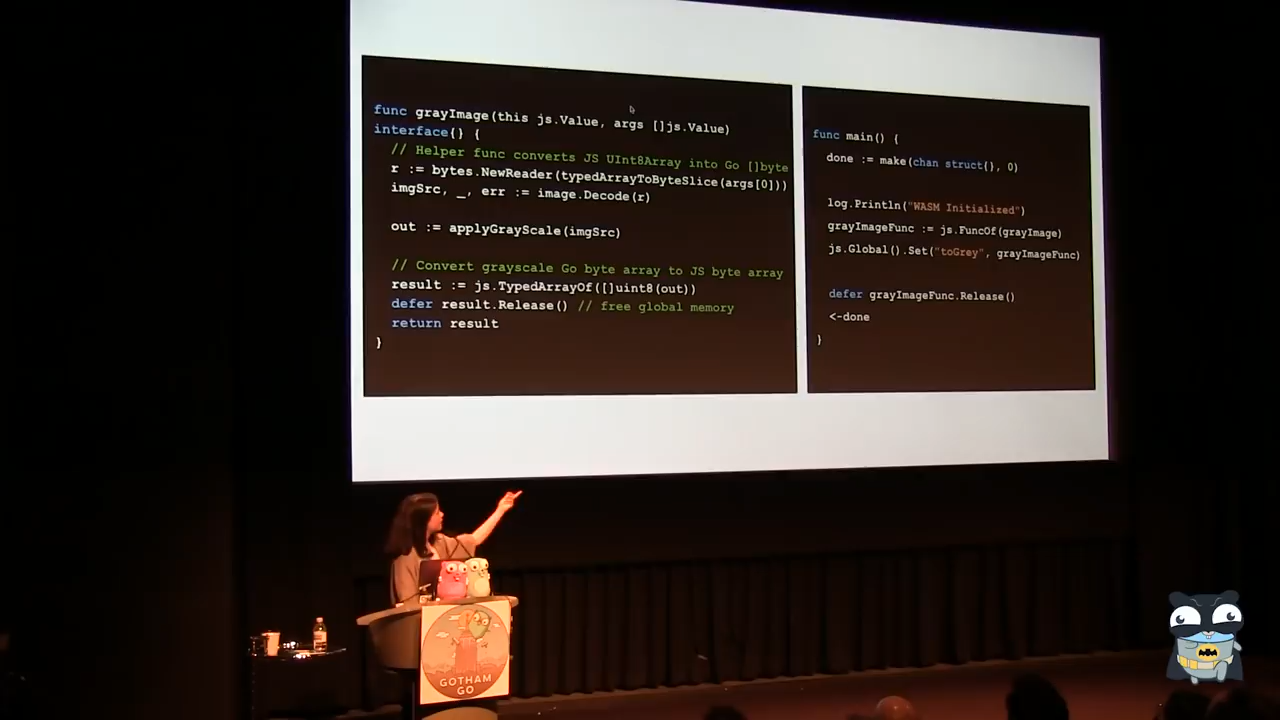 func grayImage(this js.Value, args []js.Value)
interface{} {
// Helper func converts JS UInt8Array into Go []byte
r := bytes.NewReader(typedArrayToByteSlice(args[0]))
imgSrc, _, err := image.Decode(r)
out := applyGrayScale(imgSrc)
// Convert grayscale Go byte array to JS byte array
result := js.TypedArrayOf([]uint8(out))
defer result.Release() // free global memory
return result
}
func main() {
done := make(chan struct{}, 0)
log.Println("WASM Initialized")
grayImageFunc := js.FuncOf(grayImage)
js.Global().Set("toGrey", grayImageFunc)
defer grayImageFunc.Release()
<-done
}
GOTHAM
GO